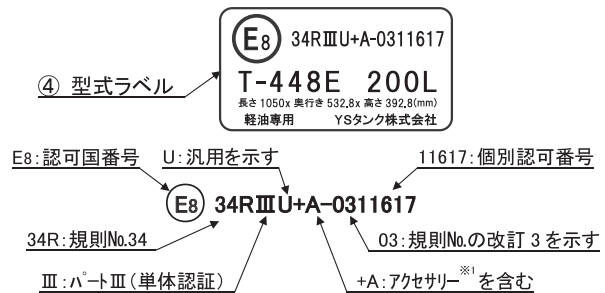 E8 34RⅢU+A-0311617
T-448E 200L
長さ 1050x 奥行き 532.8x 高さ 392.8(mm)
軽油専用 YSタンク株式会社
④ 型式ラベル
E8:認可国番号 U:汎用を示す 11617:個別認可番号
E8 34RⅢU+A-0311617
34R:規則№34 03:規則№の改訂 3 を示す
Ⅲ:パートⅢ(単体認証) +A:アクセサリー※1を含む